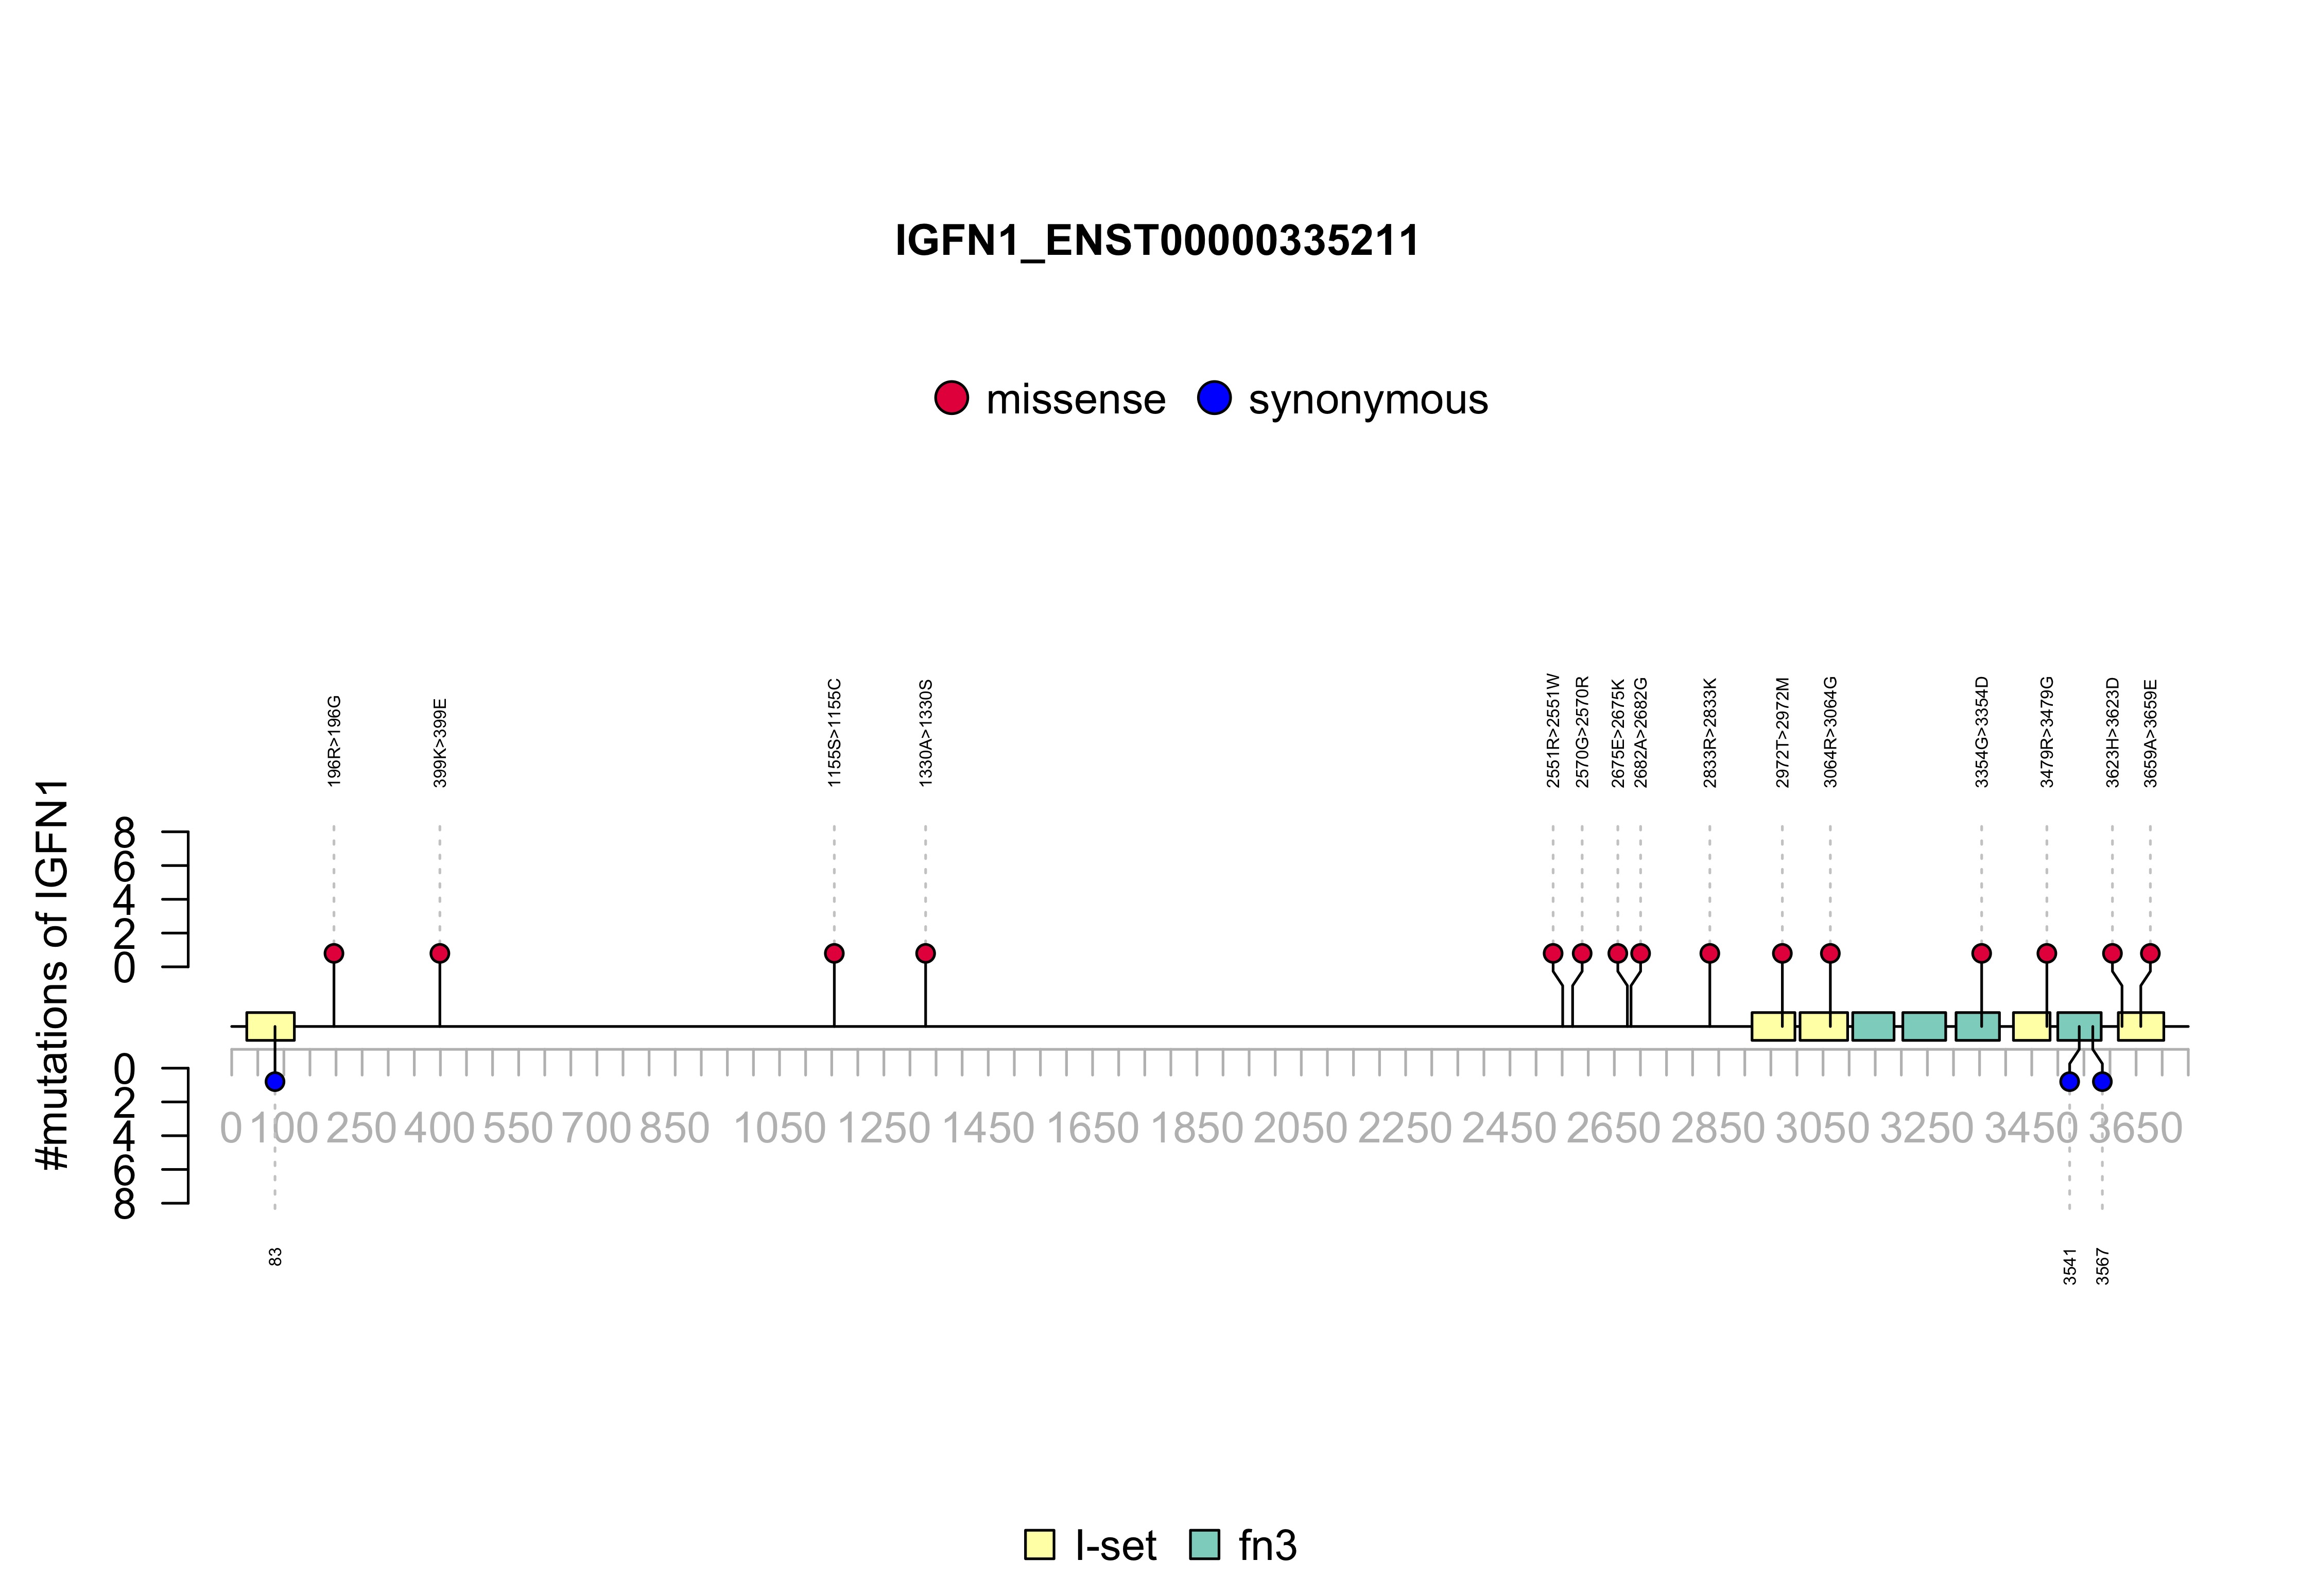 IGFN1_ENST00000335211
missense synonymous
196R>196G
399K>399E
1155S>1155C
1330A>1330S
2551R>2551W
2570G>2570R
2675E>2675K
2682A>2682G
2833R>2833K
2972T>2972M
3064R>3064G
3354G>3354D
3479R>3479G
3623H>3623D
3659A>3659E
#mutations of IGFN1
8
6
4
2
0
0
2
4
6
8
0 100 250 400 550 700 850 1050 1250 1450 1650 1850 2050 2250 2450 2650 2850 3050 3250 3450 3650
83
3541
3567
I-set fn3